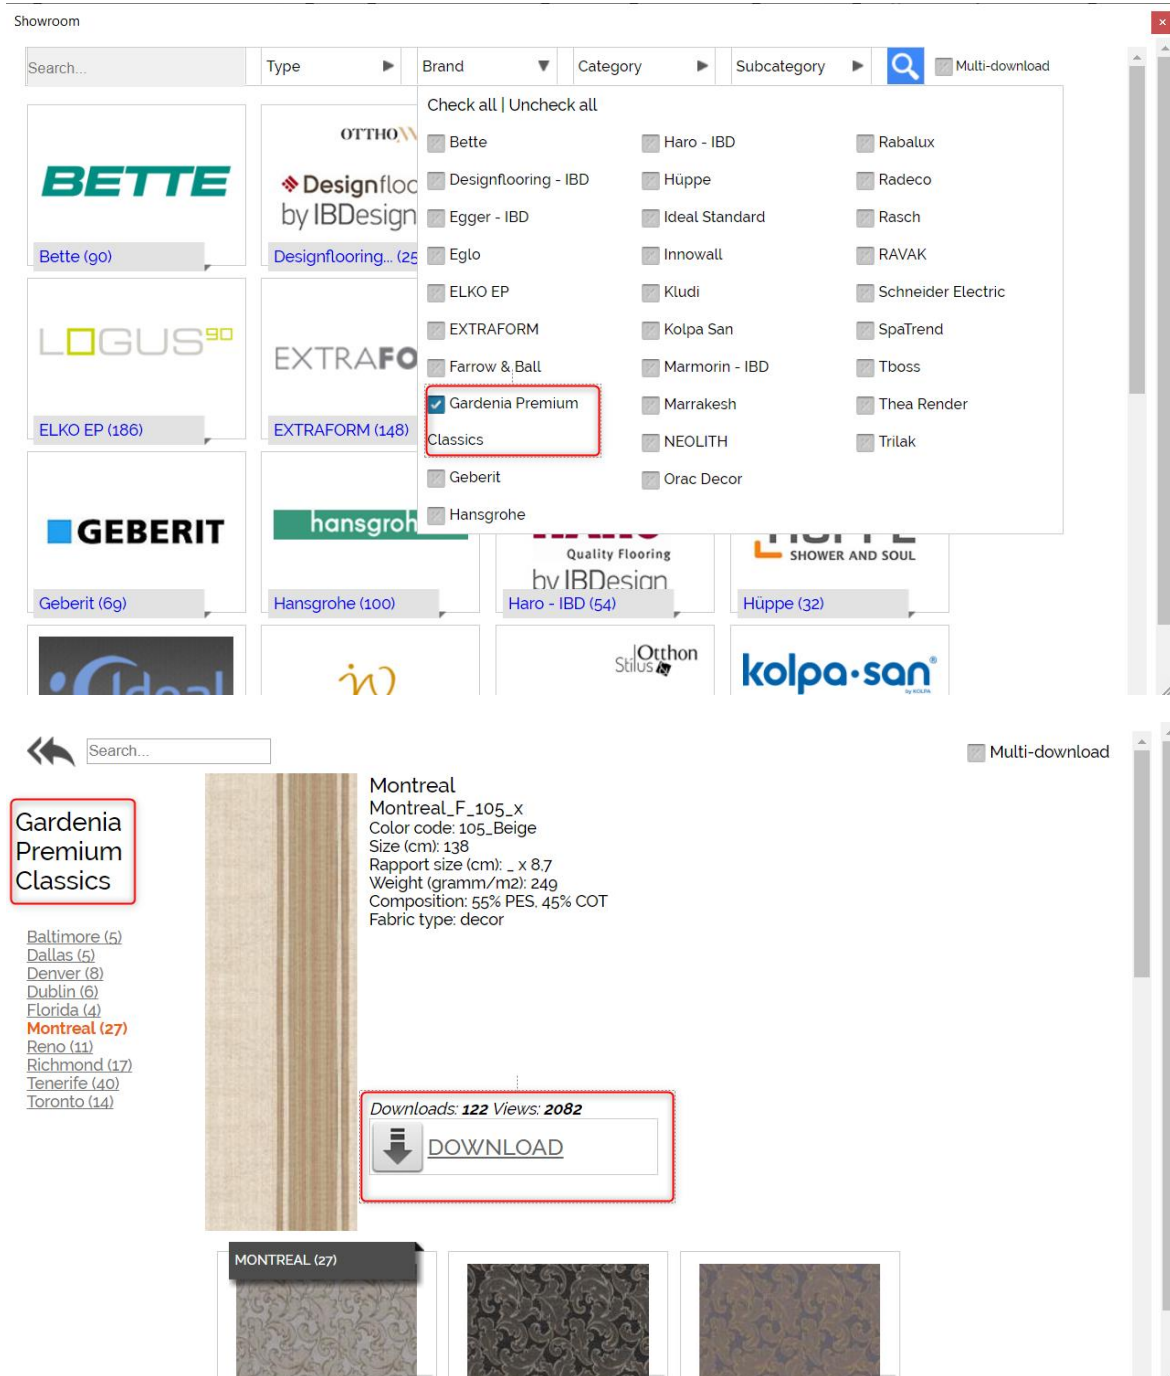 Showroom
Search...
Type
Brand
Category
Subcategory
Multi-download
Check all | Uncheck all
Bette
Haro - IBD
Rabalux
Designflooring - IBD
Hüppe
Radeco
Egger - IBD
Ideal Standard
Rasch
Eglo
Innowall
RAVAK
ELKO EP
Kludi
Schneider Electric
EXTRAFORM
Kolpa San
SpaTrend
Farrow & Ball
Marmorin - IBD
Tboss
Gardenia Premium
Classics
Marrakesh
Thea Render
NEOLITH
Trilak
Geberit
Orac Decor
Hansgrohe
BETTE
Bette (90)
OTTHO
Designfloo
by IBDesign
Designflooring... (25
LOGUS90
ELKO EP (186)
EXTRAFO
EXTRAFORM (148)
GEBERIT
Geberit (69)
hansgroh
Hansgrohe (100)
Quality Flooring
by IBDesign
Haro - IBD (54)
HÜPPE
SHOWER AND SOUL
Hüppe (32)
Ideal
Otthon
Stílus
kolpa·san®
by KOLPA
Search...
Multi-download
Gardenia
Premium
Classics
Baltimore (5)
Dallas (5)
Denver (8)
Dublin (6)
Florida (4)
Montreal (27)
Reno (11)
Richmond (17)
Tenerife (40)
Toronto (14)
Montreal
Montreal_F_105_x
Color code: 105_Beige
Size (cm): 138
Rapport size (cm): _ x 8,7
Weight (gramm/m2): 249
Composition: 55% PES, 45% COT
Fabric type: decor
Downloads: 122 Views: 2082
DOWNLOAD
MONTREAL (27)